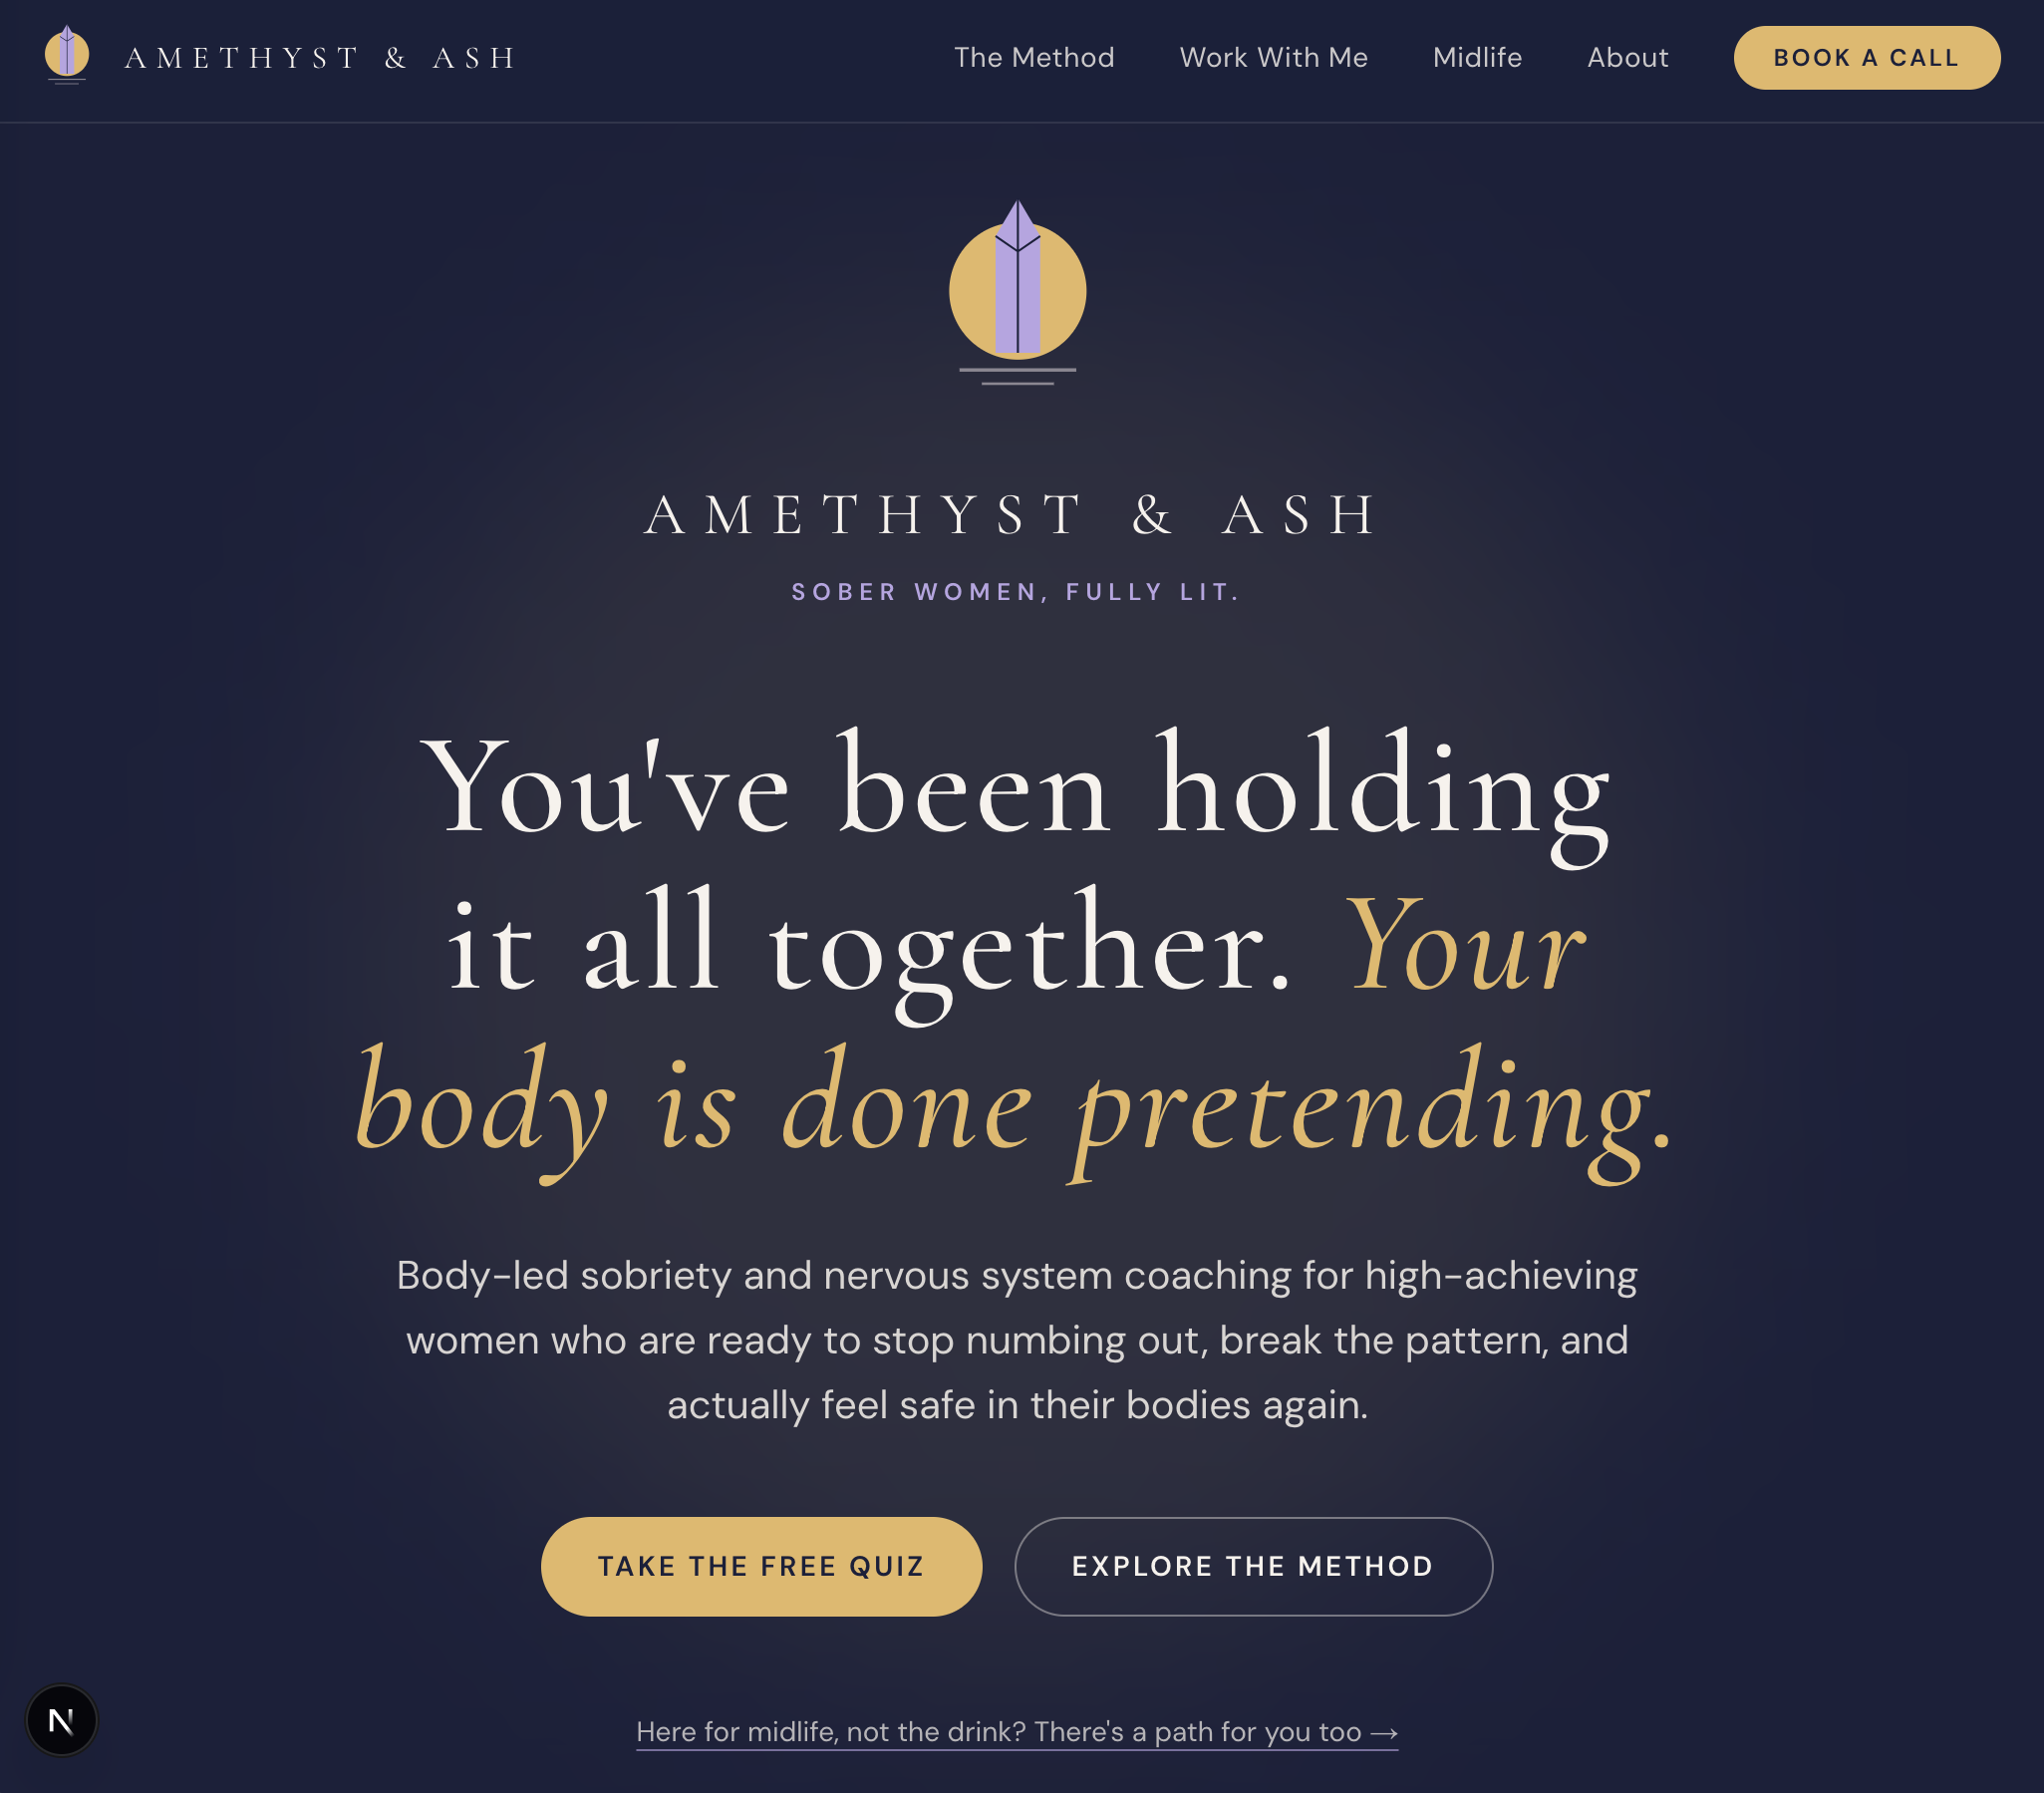 AMETHYST & ASH
The Method
Work With Me
Midlife
About
BOOK A CALL
AMETHYST & ASH
SOBER WOMEN, FULLY LIT.
You've been holding
it all together. Your
body is done pretending.
Body-led sobriety and nervous system coaching for high-achieving
women who are ready to stop numbing out, break the pattern, and
actually feel safe in their bodies again.
TAKE THE FREE QUIZ
EXPLORE THE METHOD
N
Here for midlife, not the drink? There's a path for you too →